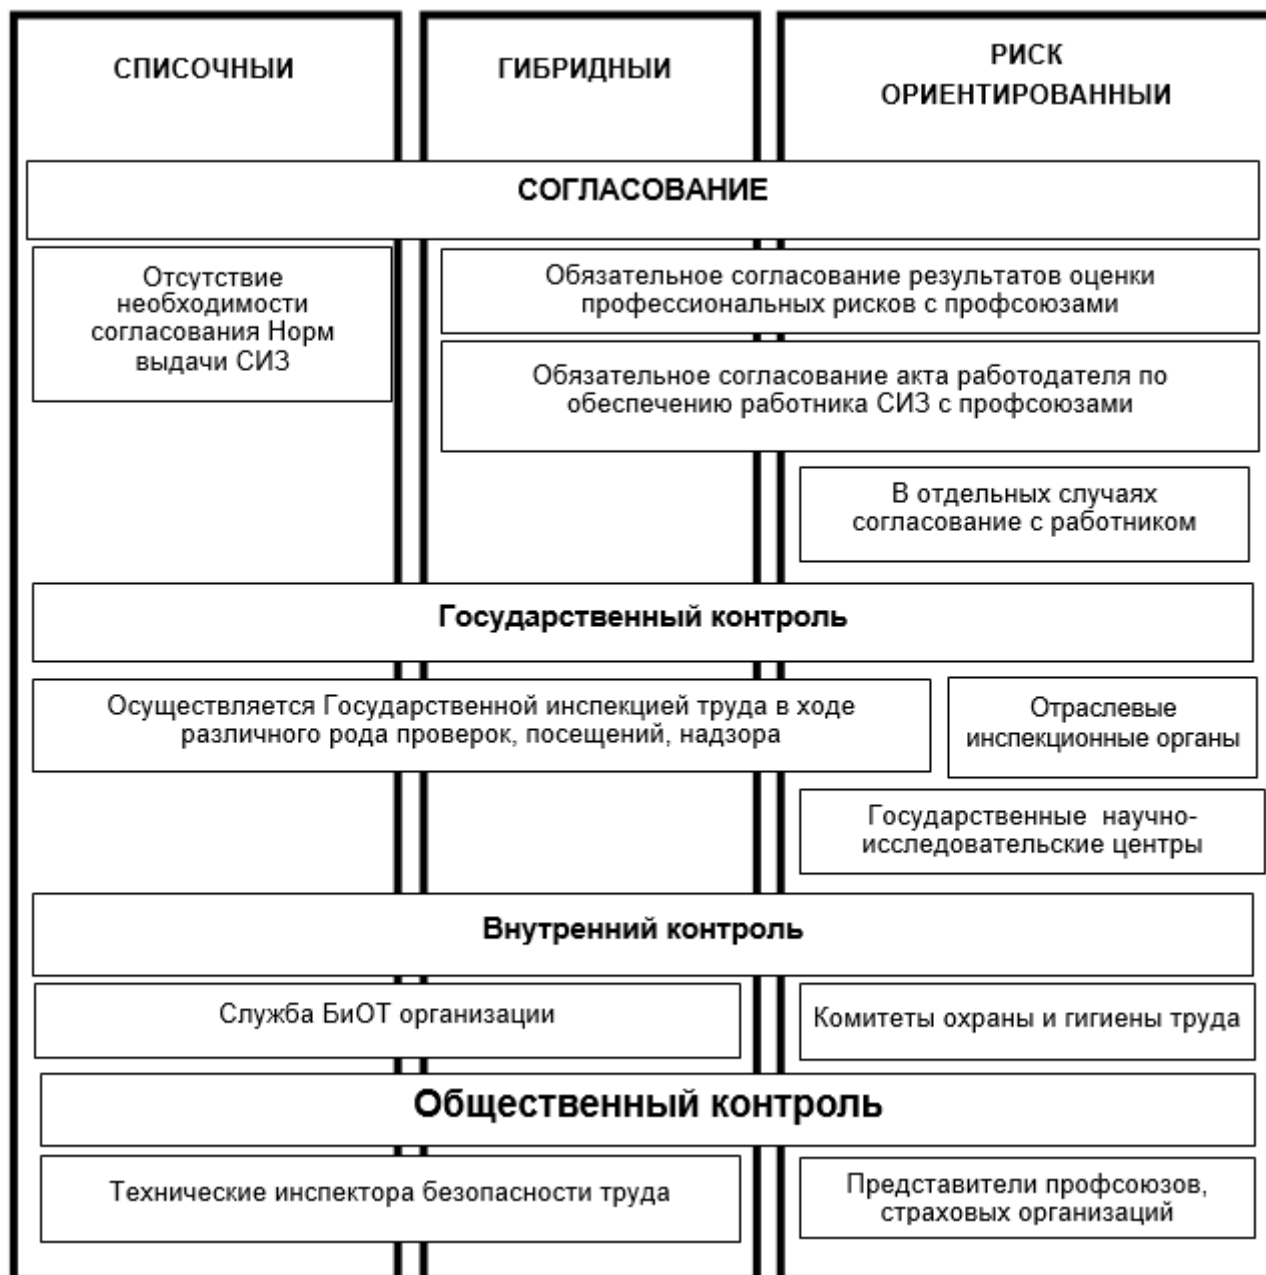 СПИСОЧНЫЙ
ГИБРИДНЫЙ
РИСК
ОРИЕНТИРОВАННЫЙ
СОГЛАСОВАНИЕ
Отсутствие
необходимости
согласования Норм
выдачи СИЗ
Обязательное согласование результатов оценки
профессиональных рисков с профсоюзами
Обязательное согласование акта работодателя по
обеспечению работника СИЗ с профсоюзами
В отдельных случаях
согласование с работником
Государственный контроль
Осуществляется Государственной инспекцией труда в ходе
различного рода проверок, посещений, надзора
Отраслевые
инспекционные органы
Государственные научно-
исследовательские центры
Внутренний контроль
Служба БиОТ организации
Комитеты охраны и гигиены труда
Общественный контроль
Технические инспектора безопасности труда
Представители профсоюзов,
страховых организаций